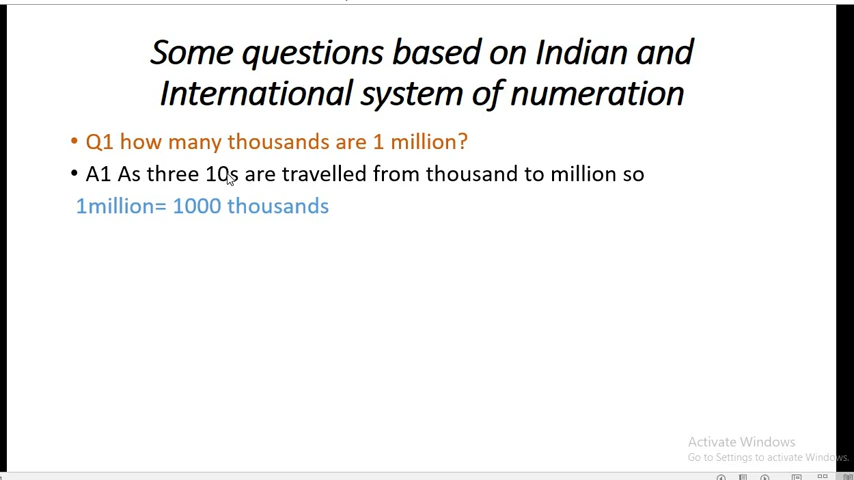 Some questions based on Indian and
International system of numeration
• Q1 how many thousands are 1 million?
• A1 As three 10s are travelled from thousand to million so
1million= 1000 thousands
Activate Windows
Go to Settings to activate Windows.